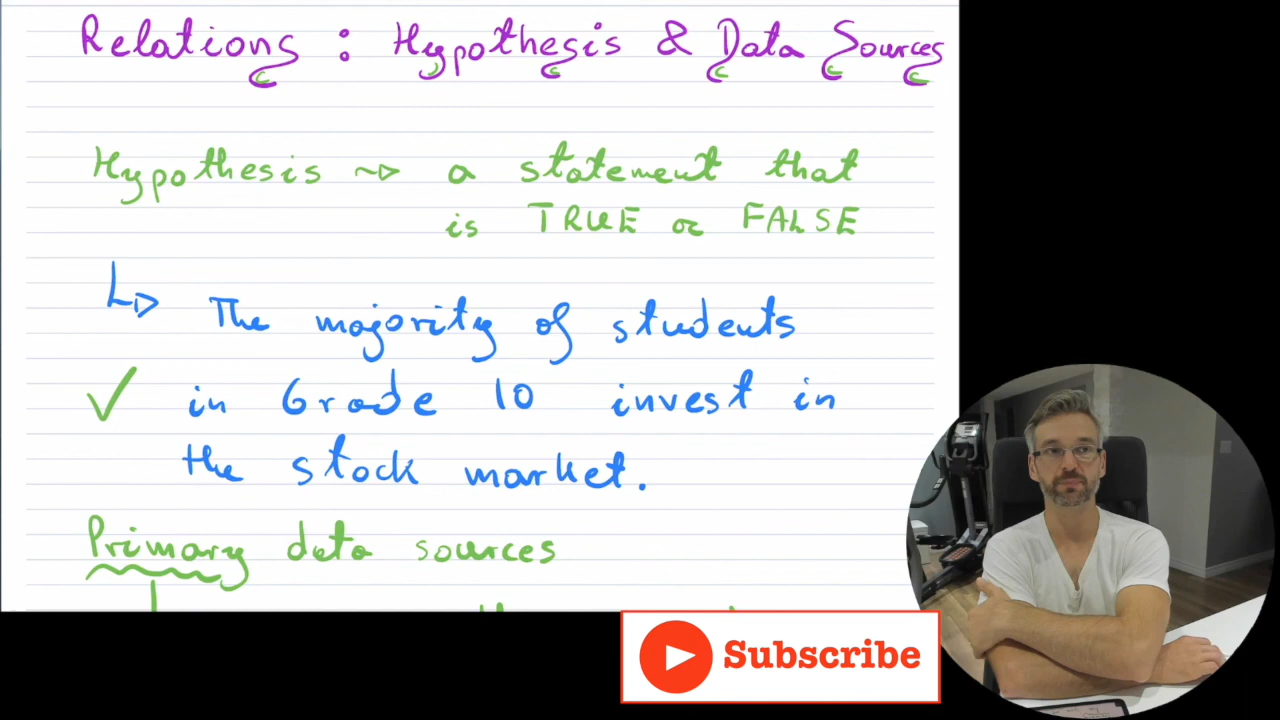 Relations : Hypothesis & Data Sources
Hypothesis ~▷ a statement that
is TRUE or FALSE
↳ The majority of students
✓ in Grade 10 invest in
the stock market.
Primary data sources
Subscribe